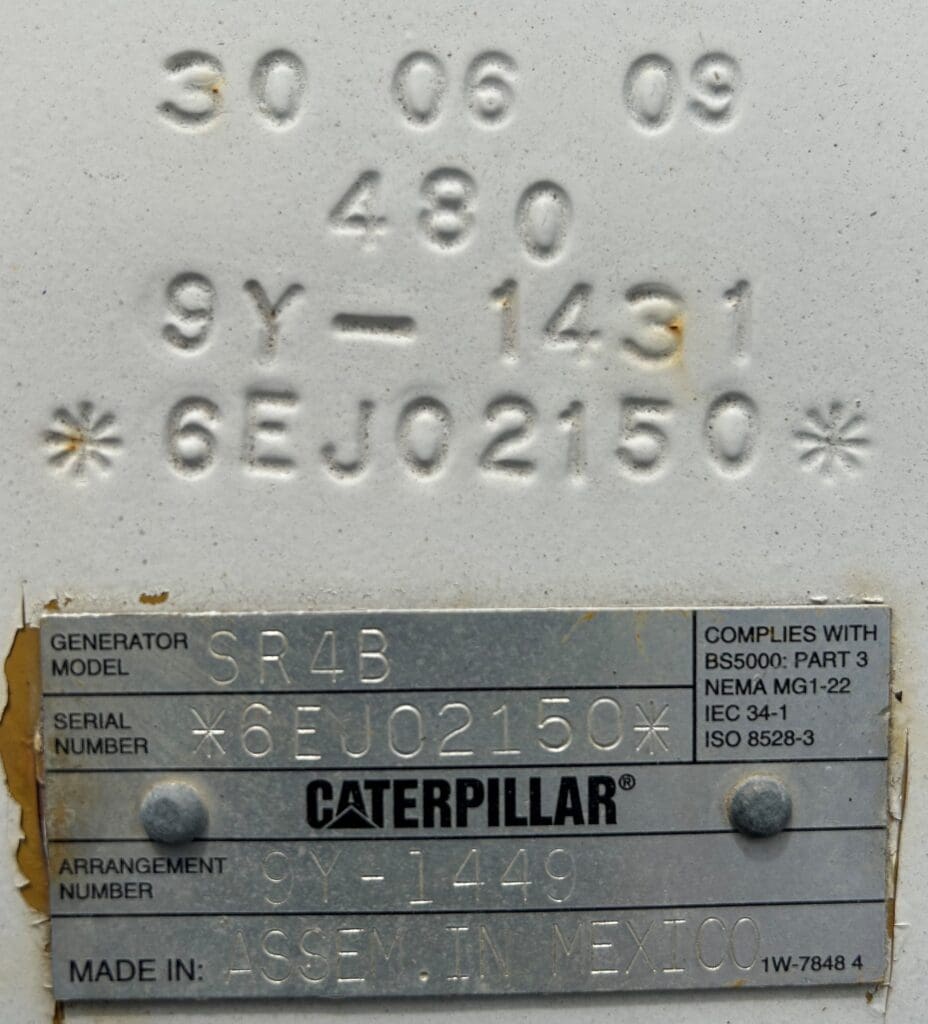 30 06 09
480
9Y-1431
*6EJ02150*
GENERATOR MODEL SR4B
SERIAL NUMBER *6EJ02150*
COMPLIES WITH
BS5000: PART 3
NEMA MG1-22
IEC 34-1
ISO 8528-3
CATERPILLAR®
ARRANGEMENT NUMBER 9Y-1449
MADE IN: ASSEM. IN MEXICO
1W-7848 4